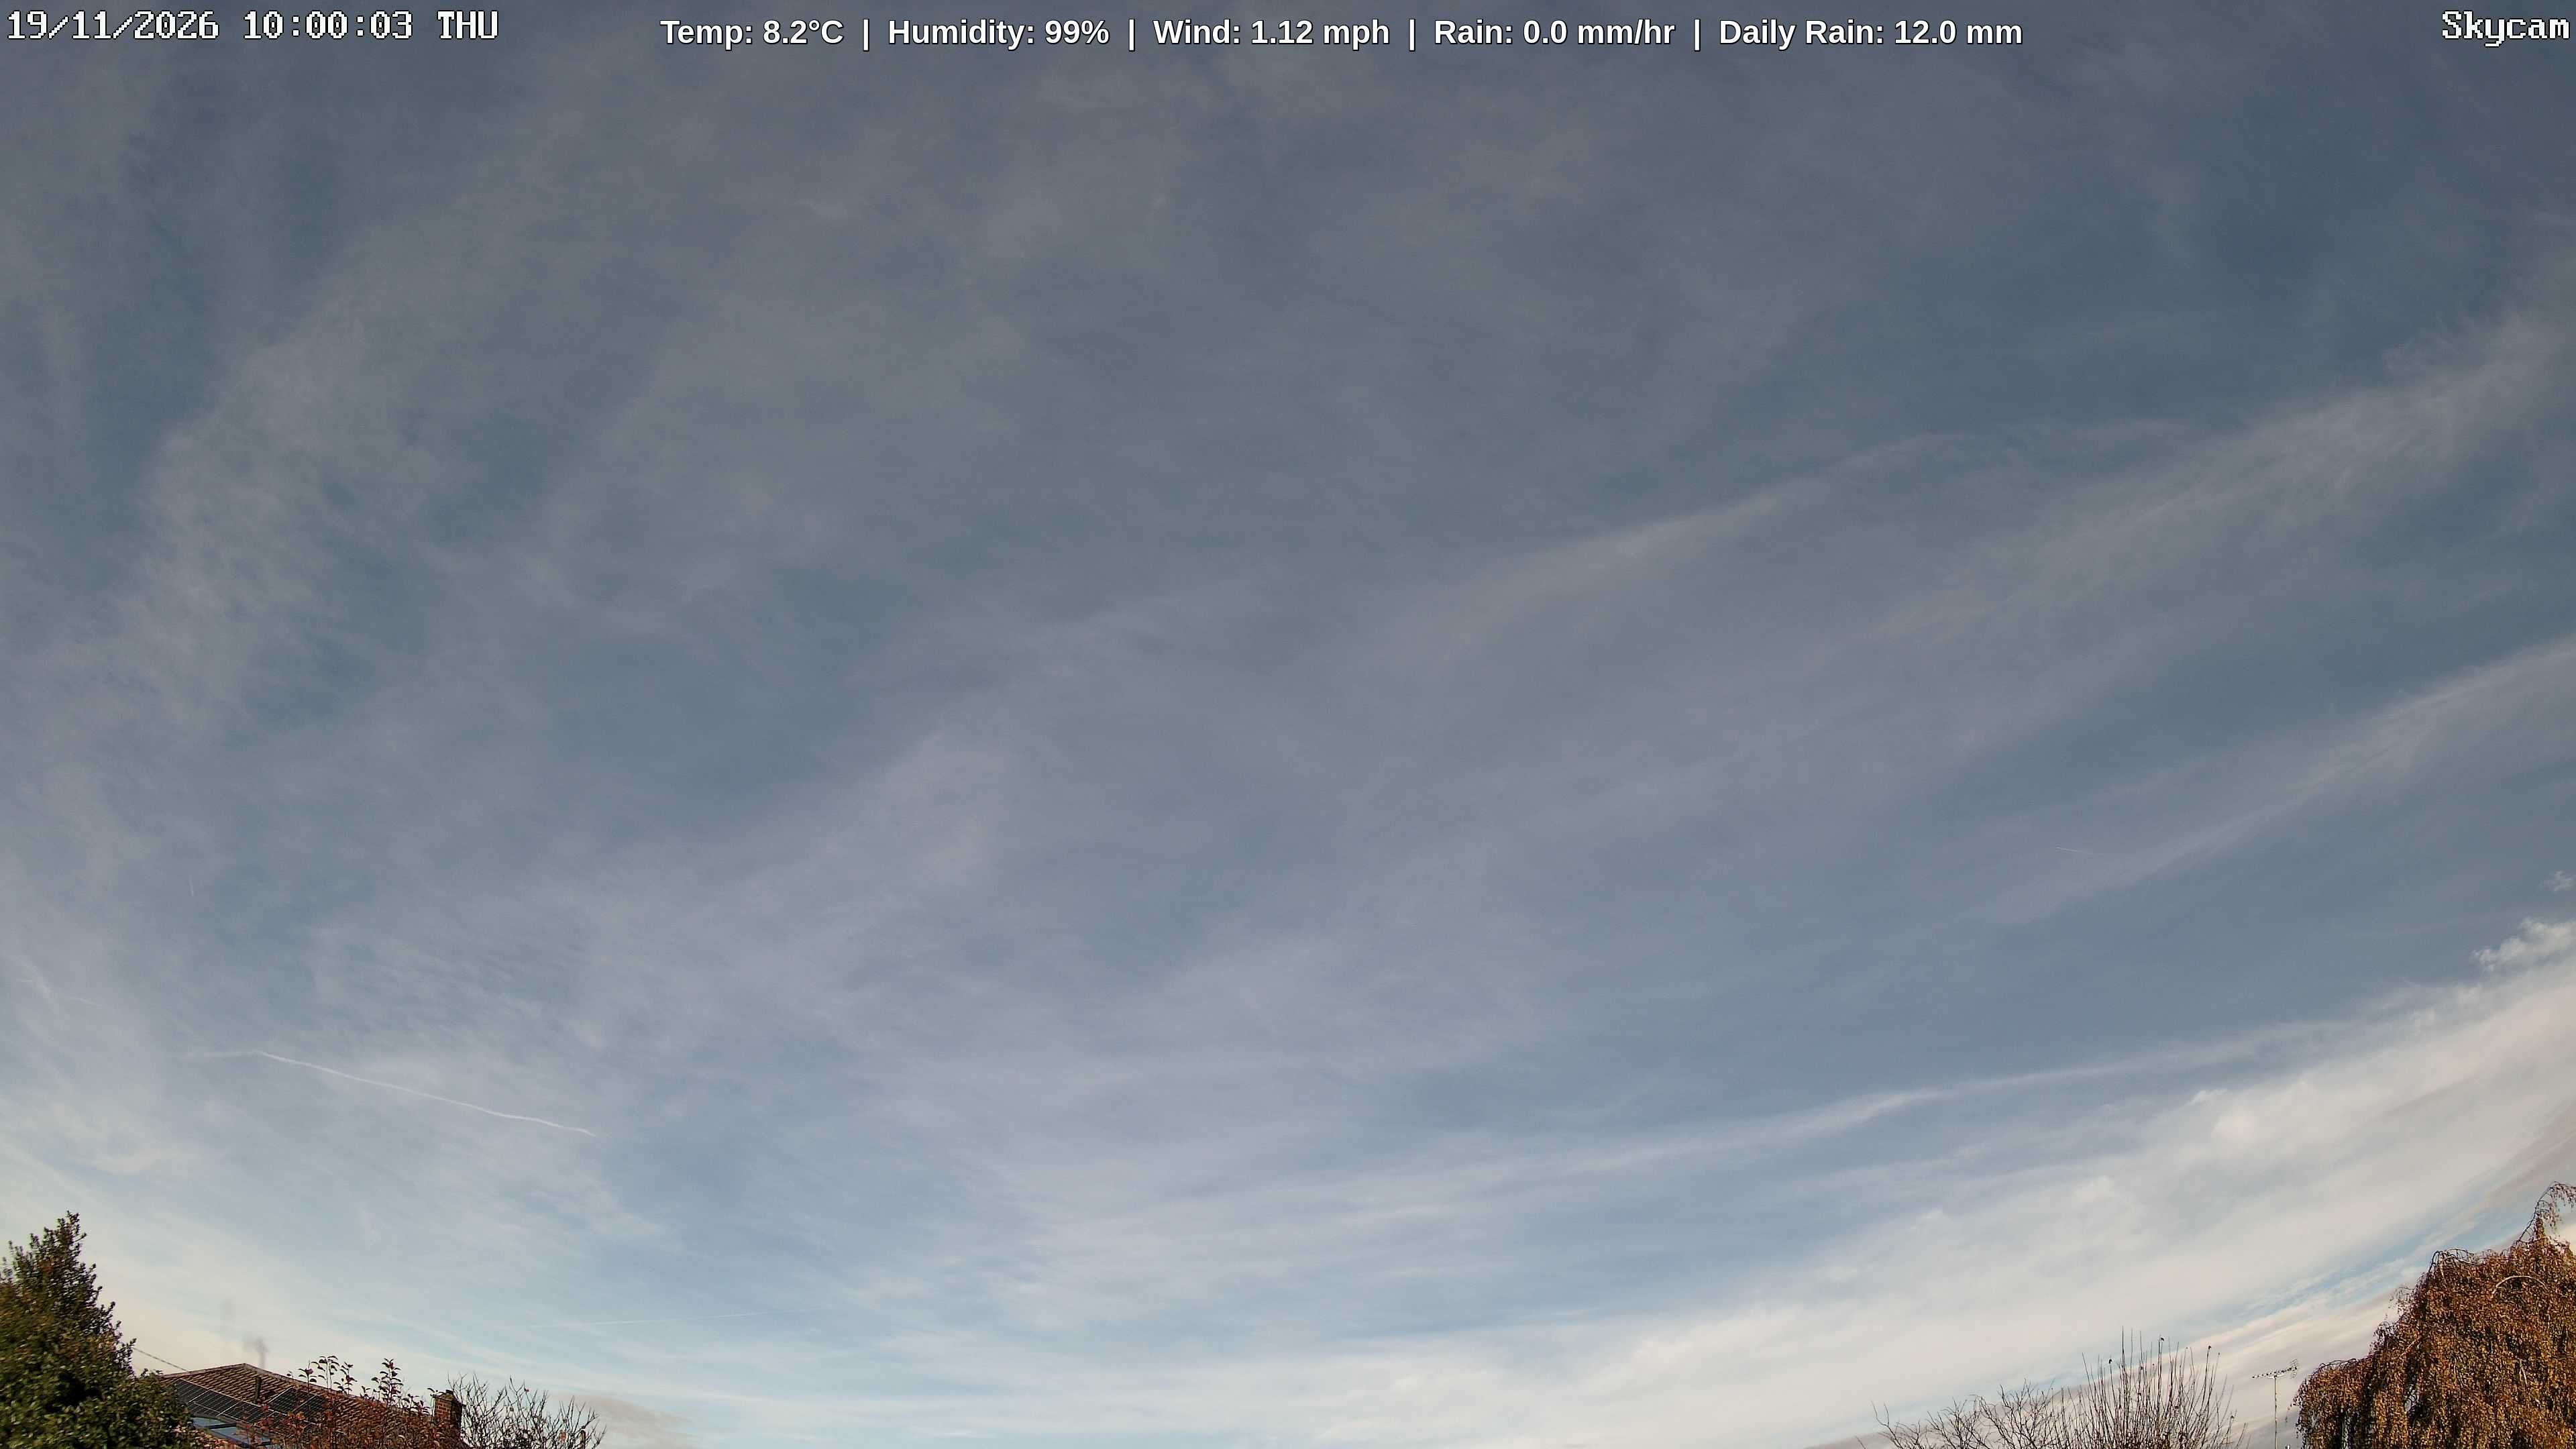 19/11/2026 10:00:03 THU
Temp: 8.2°C | Humidity: 99% | Wind: 1.12 mph | Rain: 0.0 mm/hr | Daily Rain: 12.0 mm
Skycam